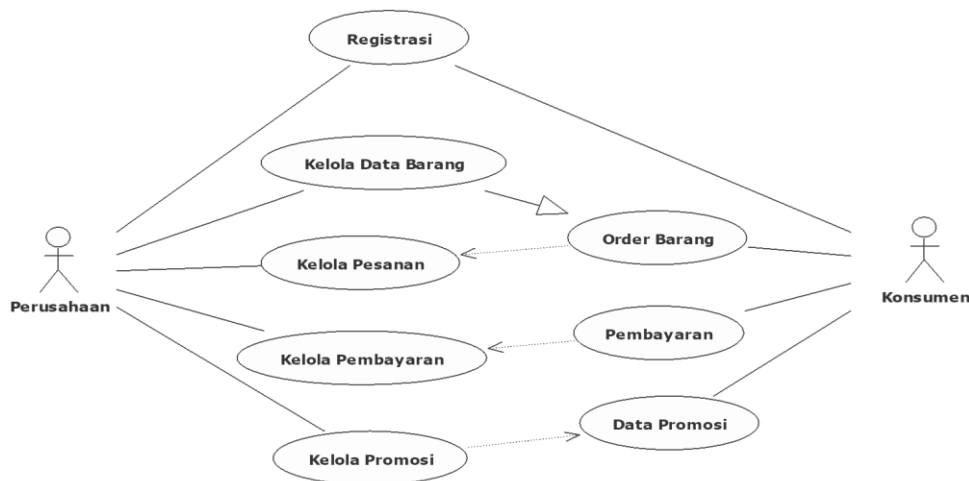 Registrasi
Kelola Data Barang
Order Barang
Kelola Pesanan
Perusahaan
Konsumen
Pembayaran
Kelola Pembayaran
Data Promosi
Kelola Promosi